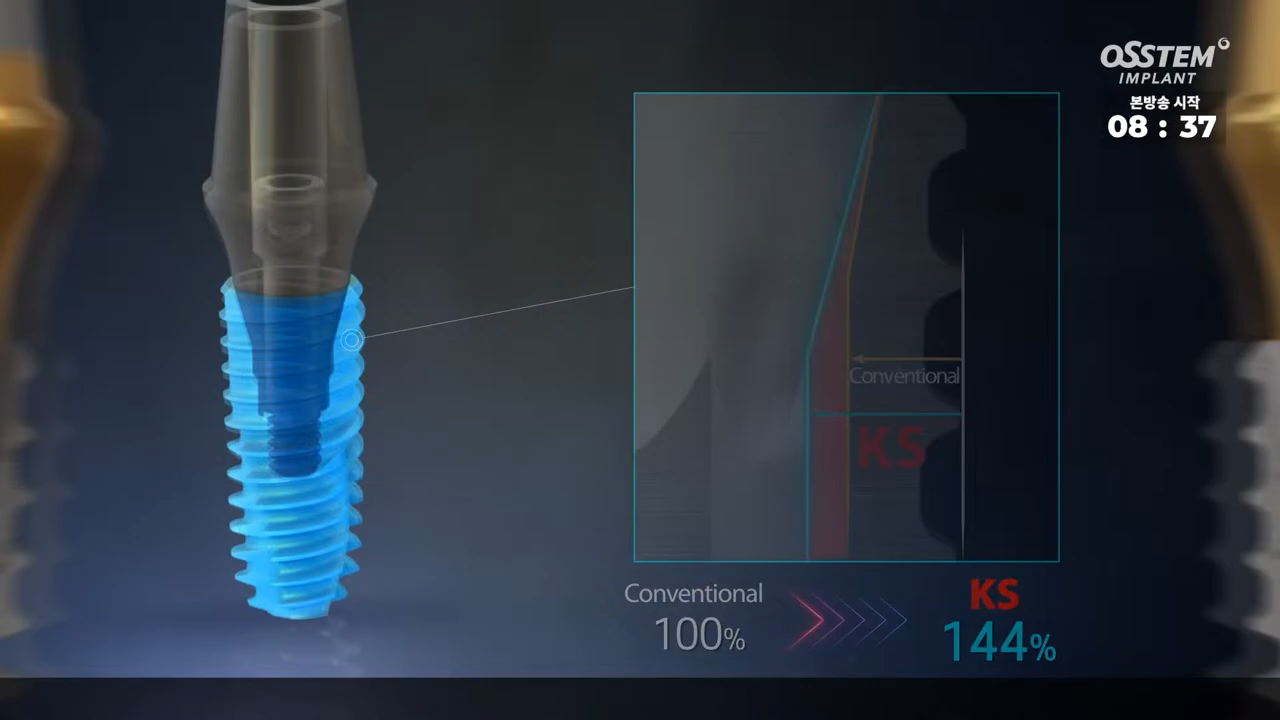 OSSTEM
IMPLANT
본방송 시작
08 : 37
Conventional
KS
Conventional
100%
KS
144%